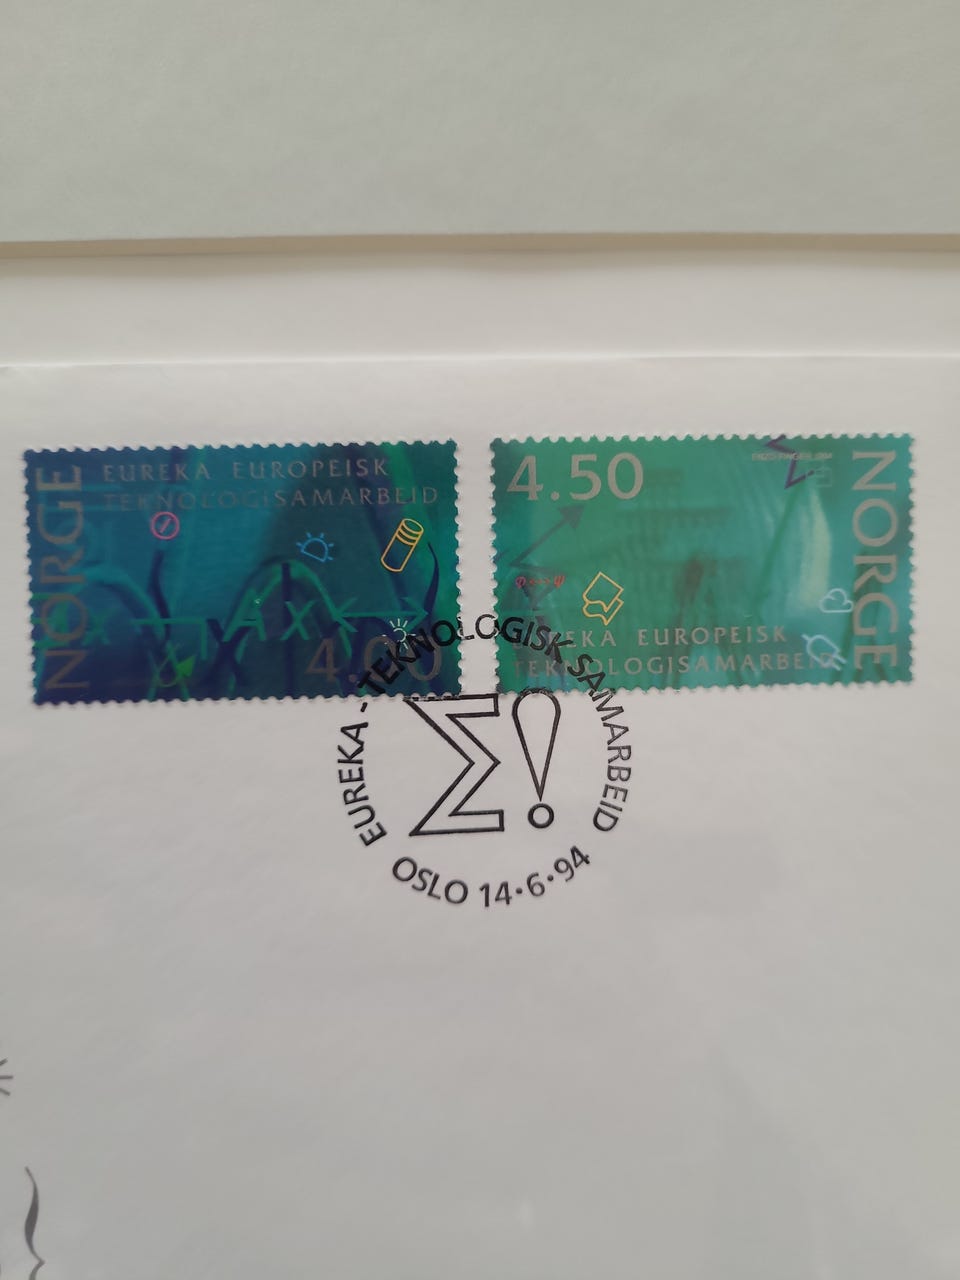 NORGE
EUREKA EUROPEISK
TEKNOLOGISAMARBEID
4.00
4.50
NORGE
EUREKA EUROPEISK
TEKNOLOGISAMARBEID
EUREKA - TEKNOLOGISK SAMARBEID
Σ!
OSLO 14·6·94